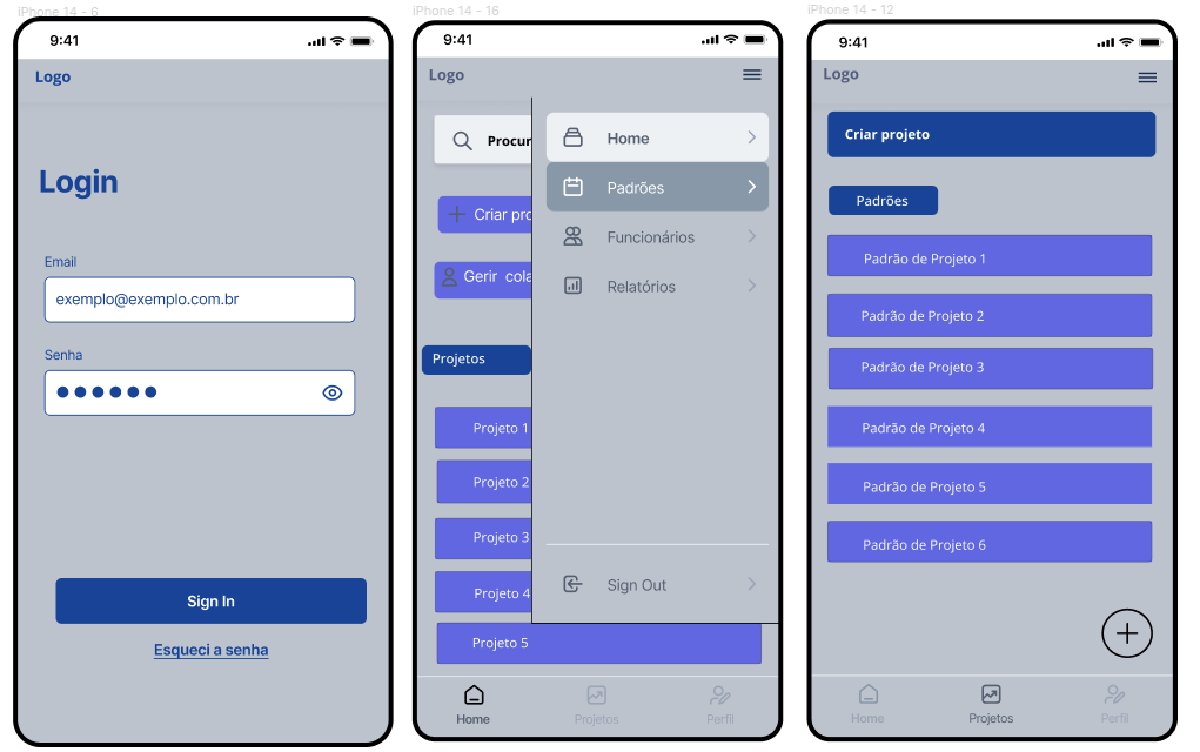 iPhone 14 - 6
9:41
Logo
Login
Email
exemplo@exemplo.com.br
Senha
Sign In
Esqueci a senha
iPhone 14 - 16
9:41
Logo
Procur
Criar pro
Gerir cola
Projetos
Projeto 1
Projeto 2
Projeto 3
Projeto 4
Projeto 5
Home
Padrões
Funcionários
Relatórios
Sign Out
Home
Projetos
Perfil
iPhone 14 - 12
9:41
Logo
Criar projeto
Padrões
Padrão de Projeto 1
Padrão de Projeto 2
Padrão de Projeto 3
Padrão de Projeto 4
Padrão de Projeto 5
Padrão de Projeto 6
Home
Projetos
Perfil